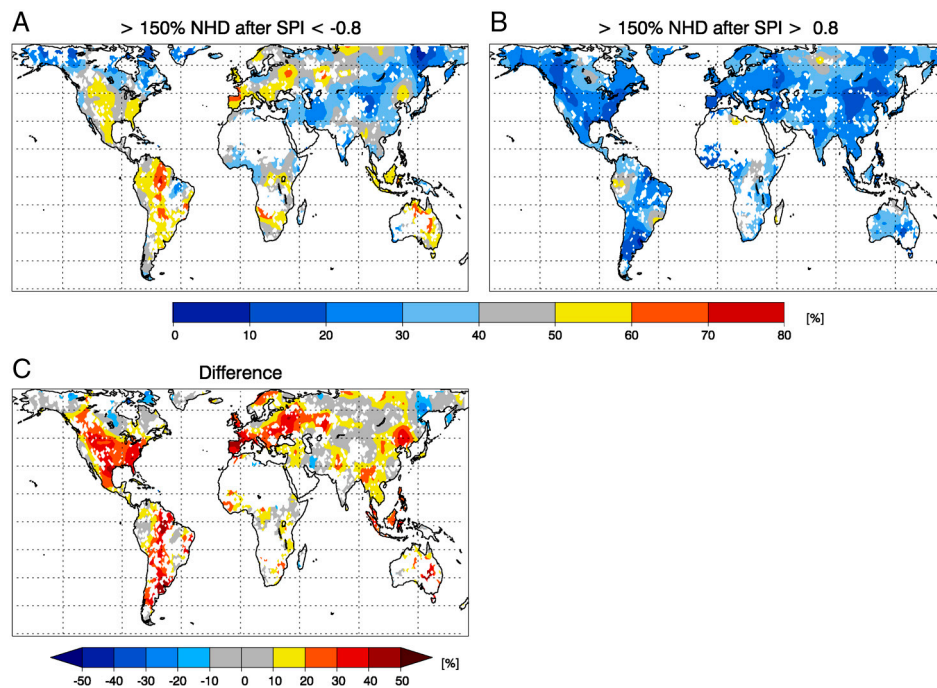 A > 150% NHD after SPI < -0.8
B > 150% NHD after SPI > 0.8
0 10 20 30 40 50 60 70 80 [%]
C Difference
-50 -40 -30 -20 -10 0 10 20 30 40 50 [%]